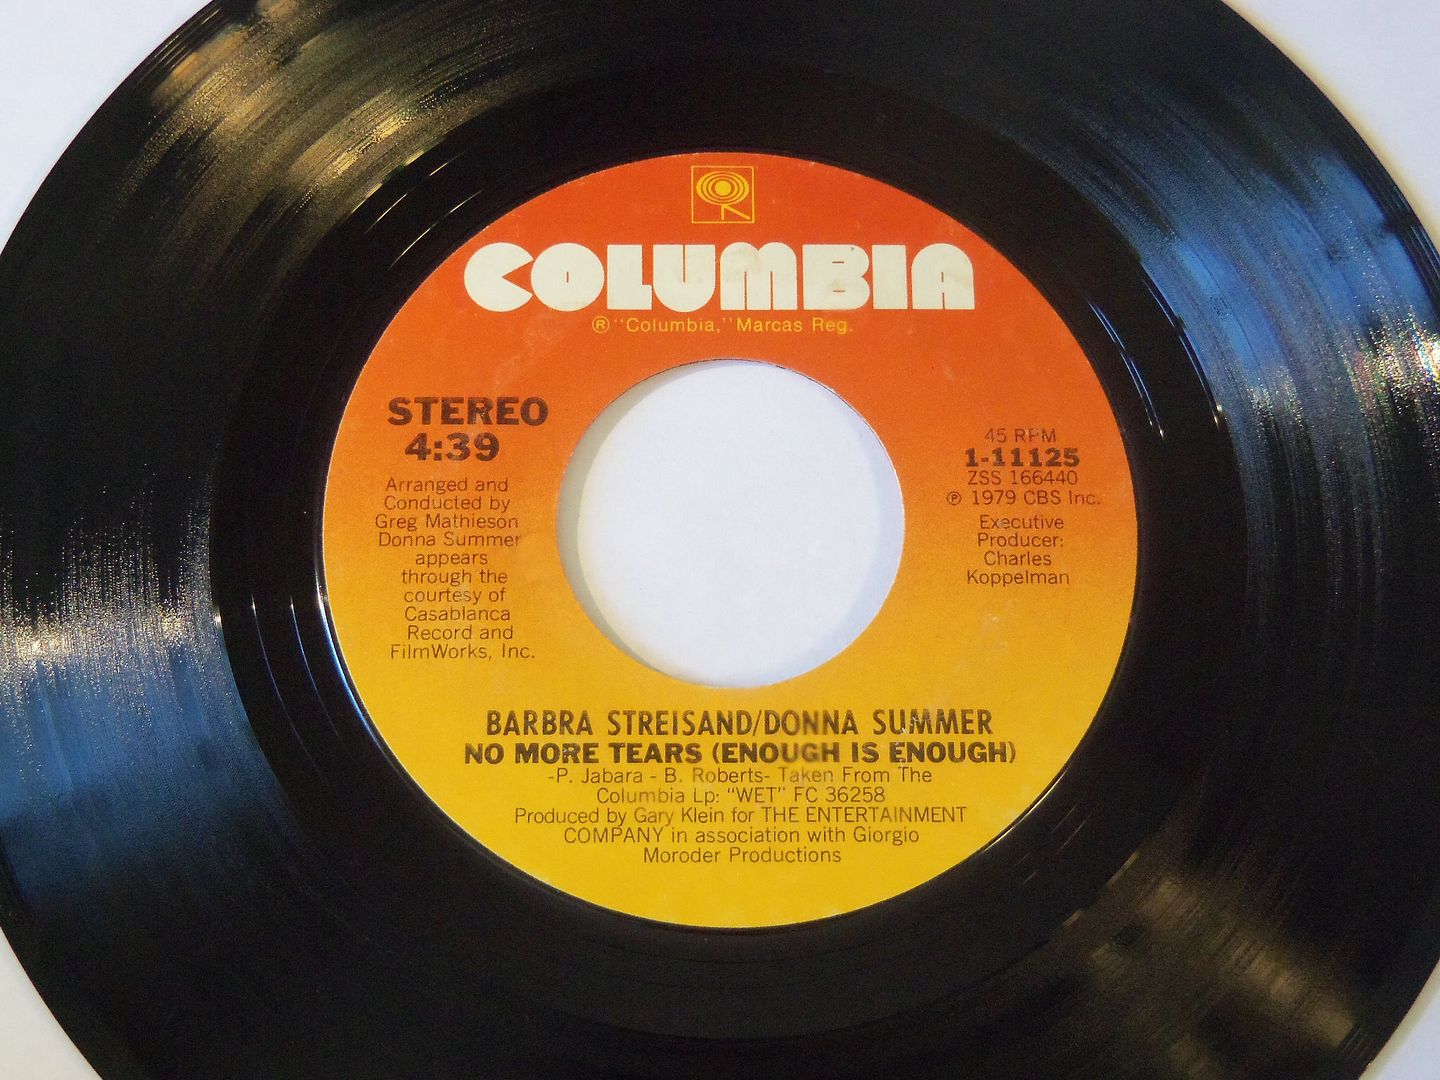 COLUMBIA
® "Columbia," Marcas Reg.
STEREO
4:39
Arranged and
Conducted by
Greg Mathieson
Donna Summer
appears
through the
courtesy of
Casablanca
Record and
FilmWorks, Inc.
45 RPM
1-11125
ZSS 166440
℗ 1979 CBS Inc.
Executive
Producer:
Charles
Koppelman
BARBRA STREISAND/DONNA SUMMER
NO MORE TEARS (ENOUGH IS ENOUGH)
-P. Jabara - B. Roberts- Taken From The
Columbia Lp: "WET" FC 36258
Produced by Gary Klein for THE ENTERTAINMENT
COMPANY in association with Giorgio
Moroder Productions